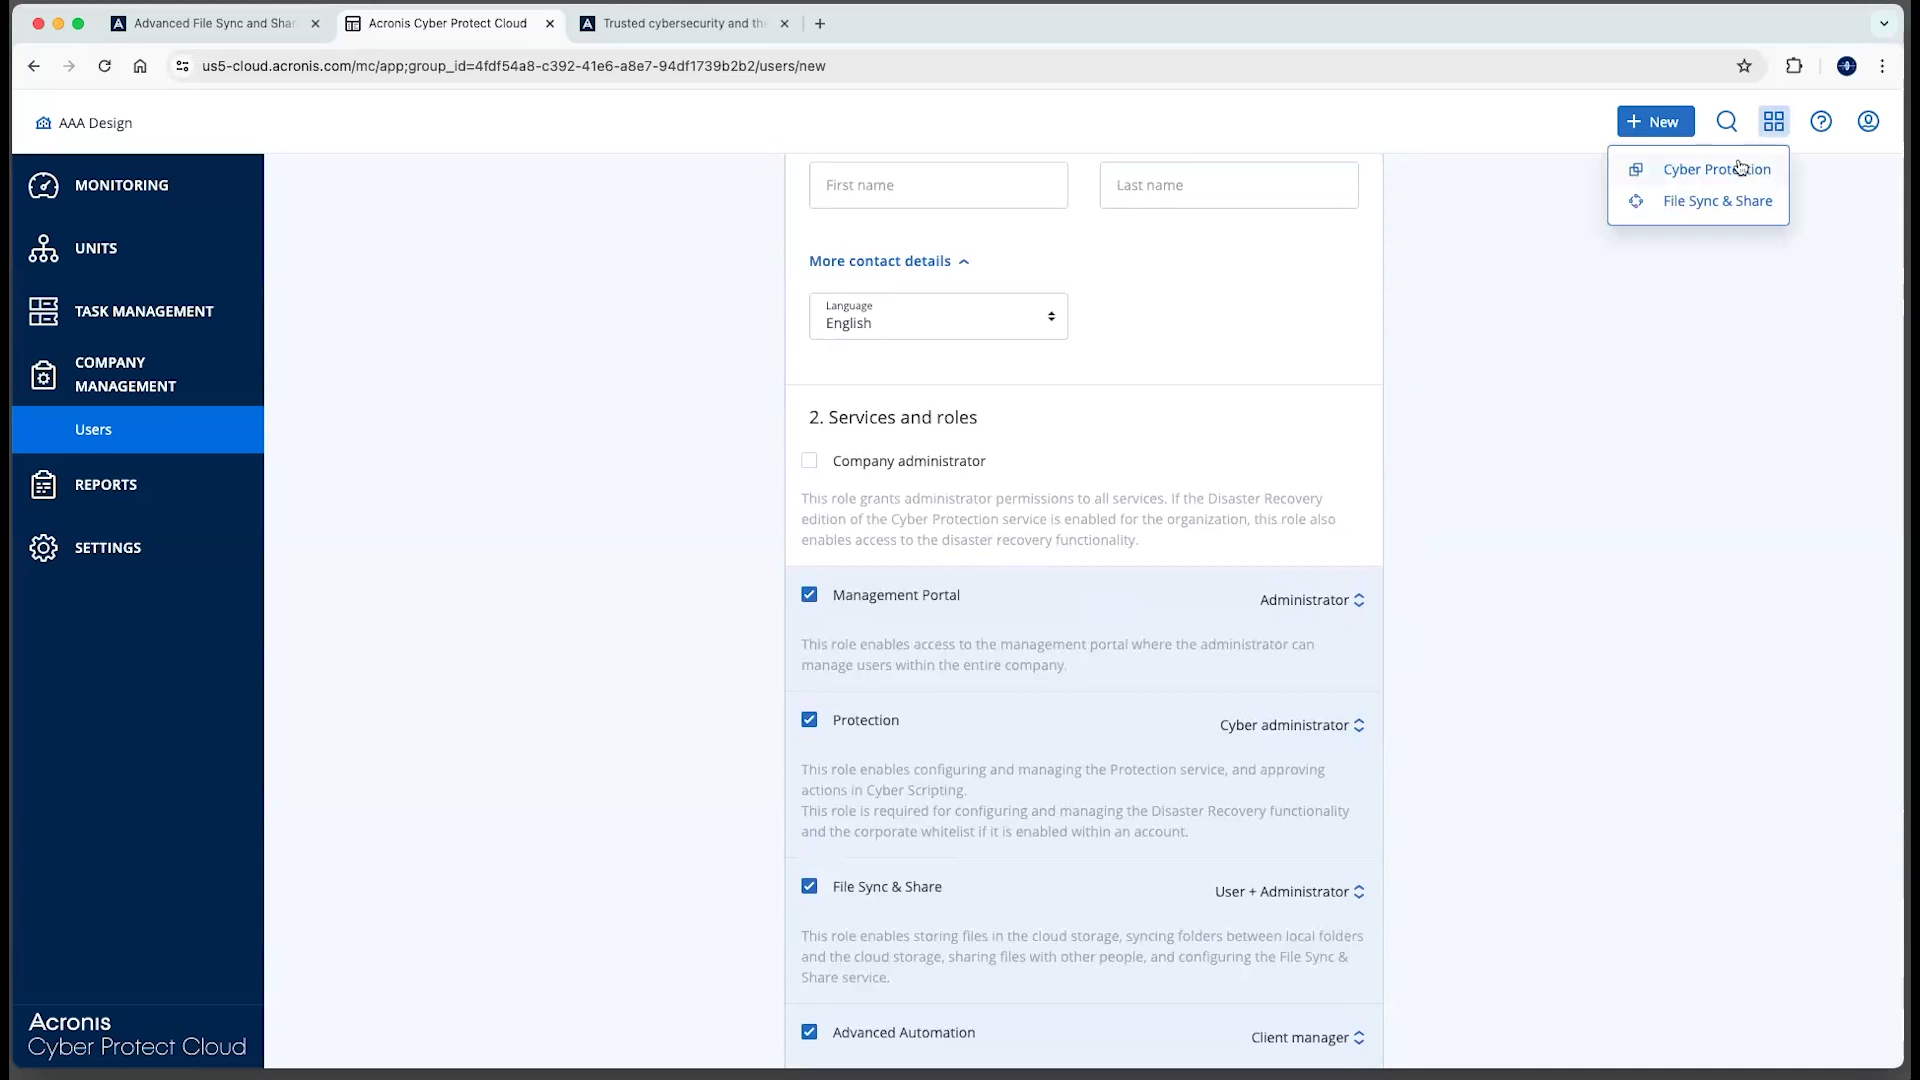 Advanced File Sync and Shar
Acronis Cyber Protect Cloud
Trusted cybersecurity and the
us5-cloud.acronis.com/mc/app;group_id=4fdf54a8-c392-41e6-a8e7-94df1739b2b2/users/new
AAA Design
New
Cyber Protection
File Sync & Share
MONITORING
UNITS
TASK MANAGEMENT
COMPANY
MANAGEMENT
Users
REPORTS
SETTINGS
Acronis
Cyber Protect Cloud
First name
Last name
More contact details
Language
English
2. Services and roles
Company administrator
This role grants administrator permissions to all services. If the Disaster Recovery
edition of the Cyber Protection service is enabled for the organization, this role also
enables access to the disaster recovery functionality.
Management Portal
Administrator
This role enables access to the management portal where the administrator can
manage users within the entire company.
Protection
Cyber administrator
This role enables configuring and managing the Protection service, and approving
actions in Cyber Scripting.
This role is required for configuring and managing the Disaster Recovery functionality
and the corporate whitelist if it is enabled within an account.
File Sync & Share
User + Administrator
This role enables storing files in the cloud storage, syncing folders between local folders
and the cloud storage, sharing files with other people, and configuring the File Sync &
Share service.
Advanced Automation
Client manager